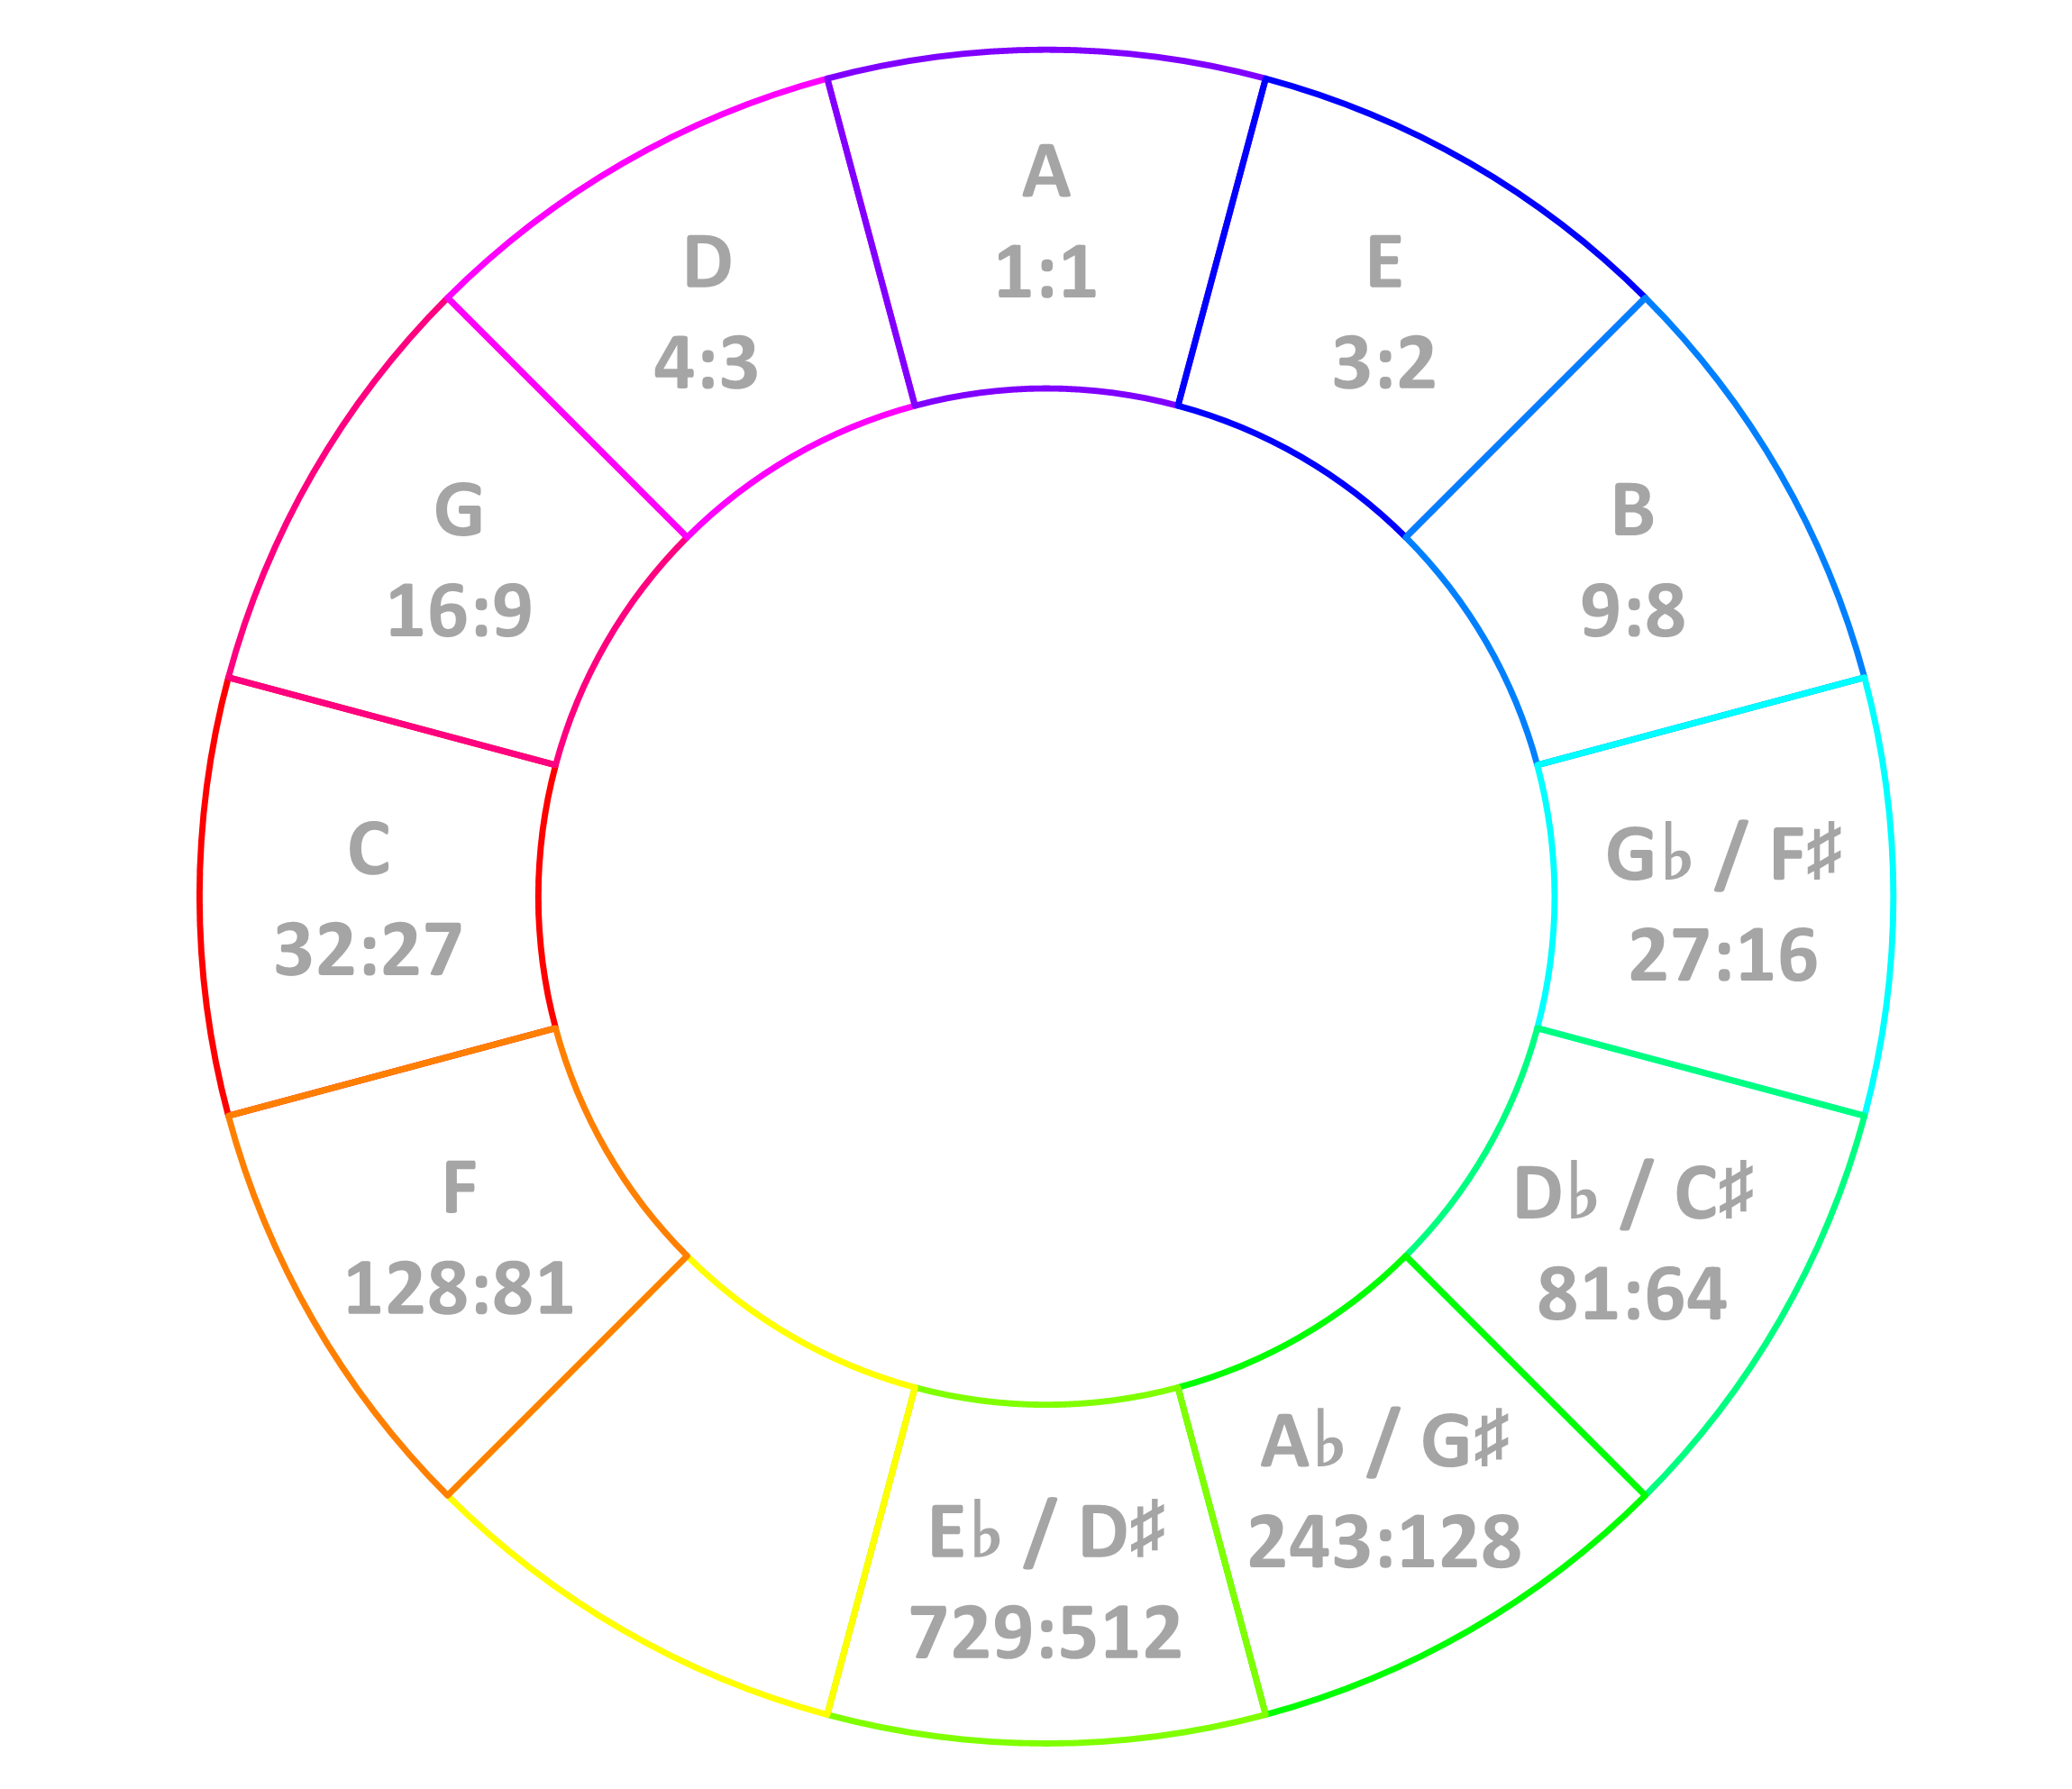 A
1:1
D
4:3
E
3:2
G
16:9
B
9:8
C
32:27
G♭ / F♯
27:16
F
128:81
D♭ / C♯
81:64
A♭ / G♯
243:128
E♭ / D♯
729:512